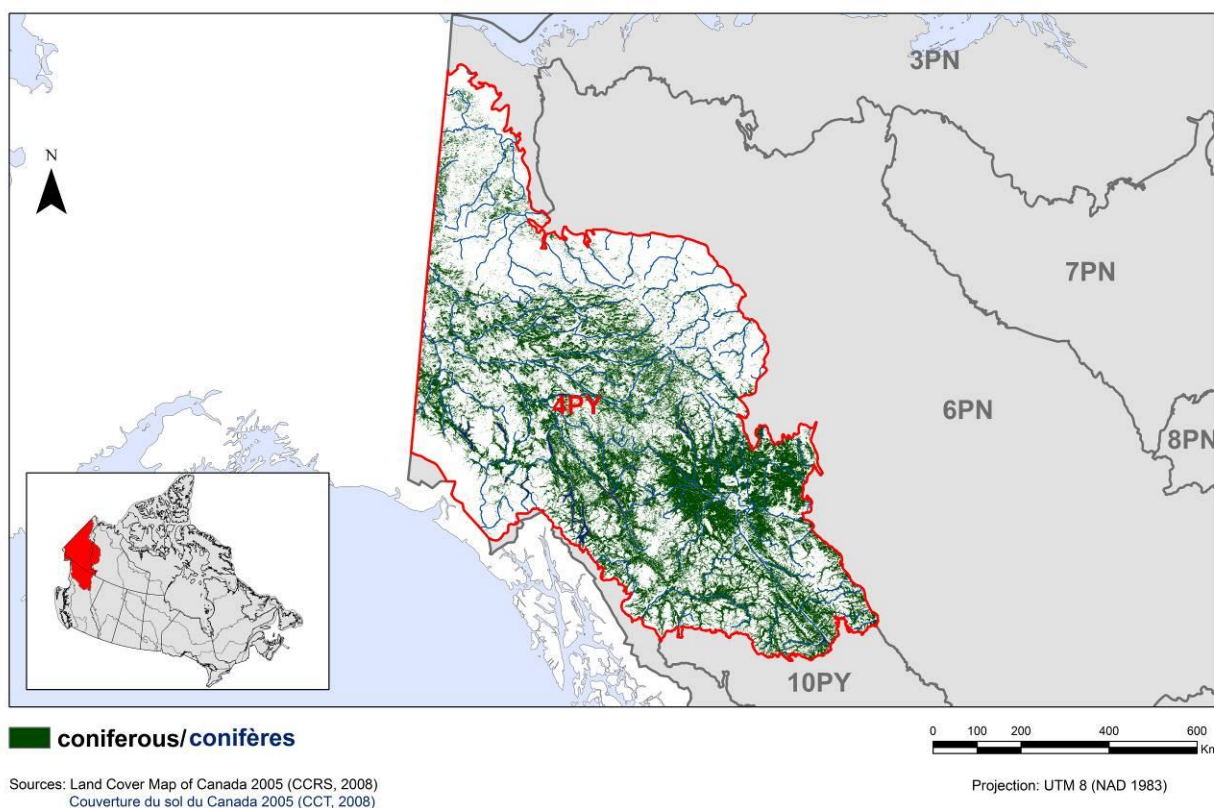 3PN
N
7PN
4PY
6PN
8PN
10PY
coniferous/ conifères
0 100 200 400 600
Km
Sources: Land Cover Map of Canada 2005 (CCRS, 2008)
Couverture du sol du Canada 2005 (CCT, 2008)
Projection: UTM 8 (NAD 1983)